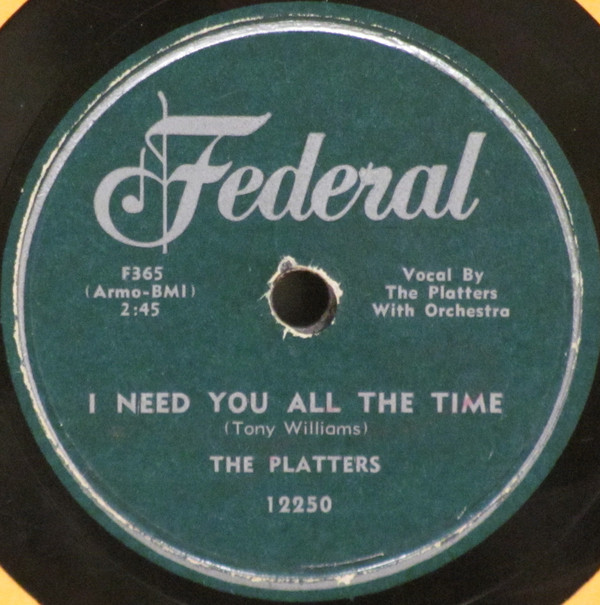 Federal
F365
(Armo-BMI)
2:45
Vocal By
The Platters
With Orchestra
I NEED YOU ALL THE TIME
(Tony Williams)
THE PLATTERS
12250